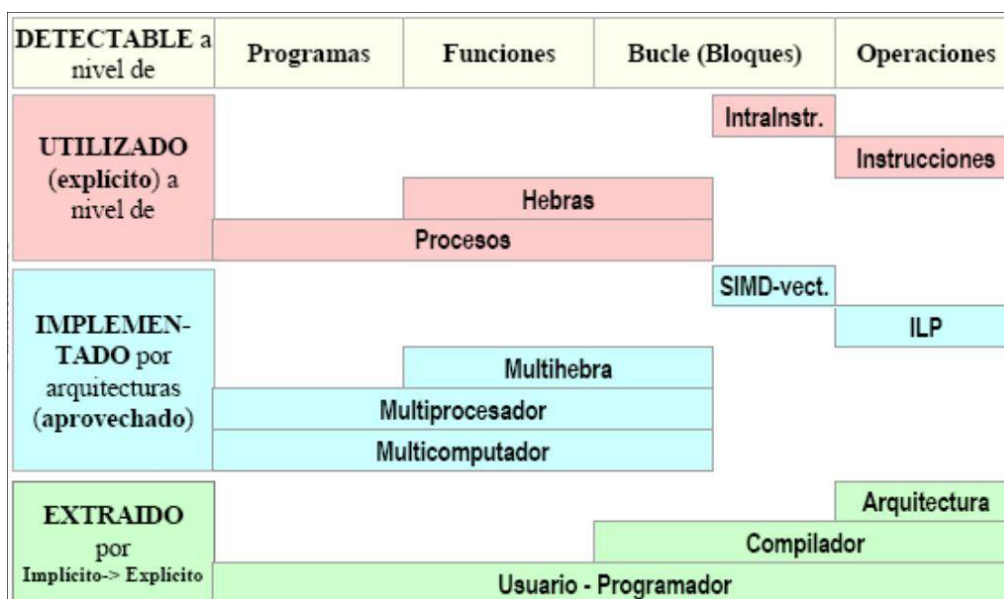 DETECTABLE a
nivel de
Programas
Funciones
Bucle (Bloques)
Operaciones
UTILIZADO
(explícito) a
nivel de
IntraInstr.
Instrucciones
Hebras
Procesos
IMPLEMEN-
TADO por
arquitecturas
(aprovechado)
SIMD-vect.
ILP
Multihebra
Multiprocesador
Multicomputador
EXTRAIDO
por
Implícito-> Explícito
Arquitectura
Compilador
Usuario - Programador